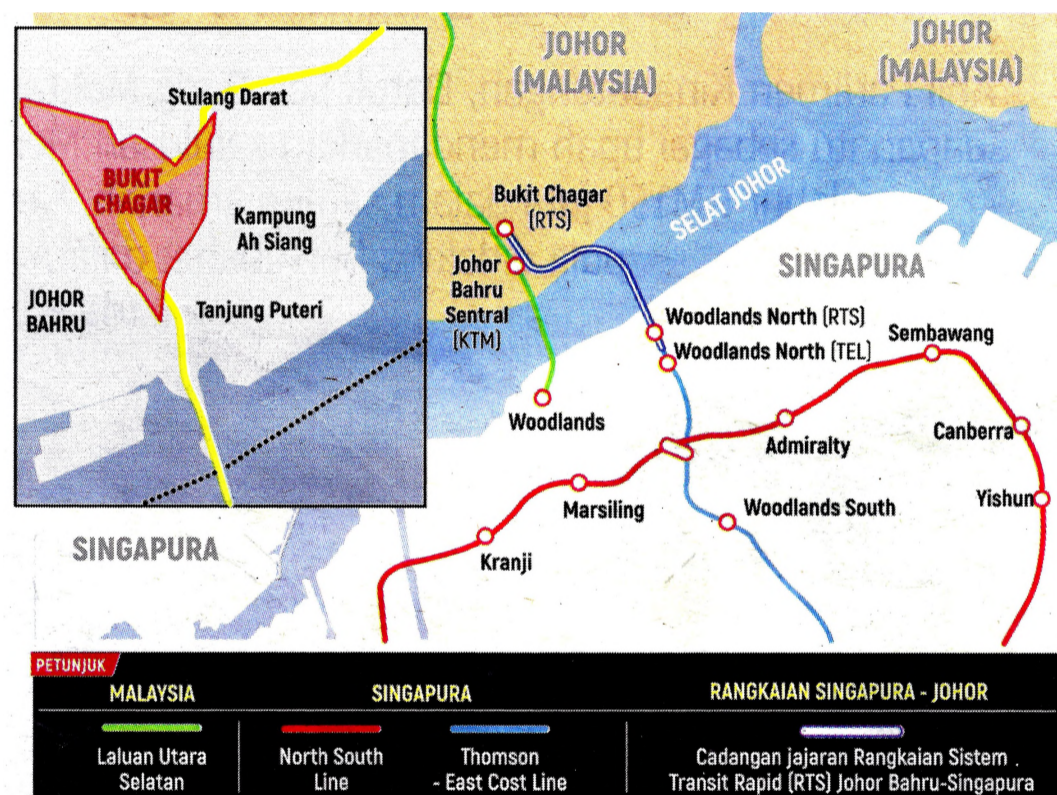 Stulang Darat
BUKIT
CHAGAR
Kampung
Ah Siang
JOHOR
BAHRU
Tanjung Puteri
JOHOR
(MALAYSIA)
JOHOR
(MALAYSIA)
SELAT JOHOR
SINGAPURA
Bukit Chagar
(RTS)
Johor
Bahru
Sentral
(KTM)
Woodlands
Woodlands North (RTS)
Woodlands North (TEL)
Sembawang
Admiralty
Canberra
Yishun
Marsiling
Woodlands South
Kranji
SINGAPURA
PETUNJUK
MALAYSIA
Laluan Utara
Selatan
SINGAPURA
North South
Line
Thomson
- East Cost Line
RANGKAIAN SINGAPURA - JOHOR
Cadangan jajaran Rangkaian Sistem
Transit Rapid (RTS) Johor Bahru-Singapura